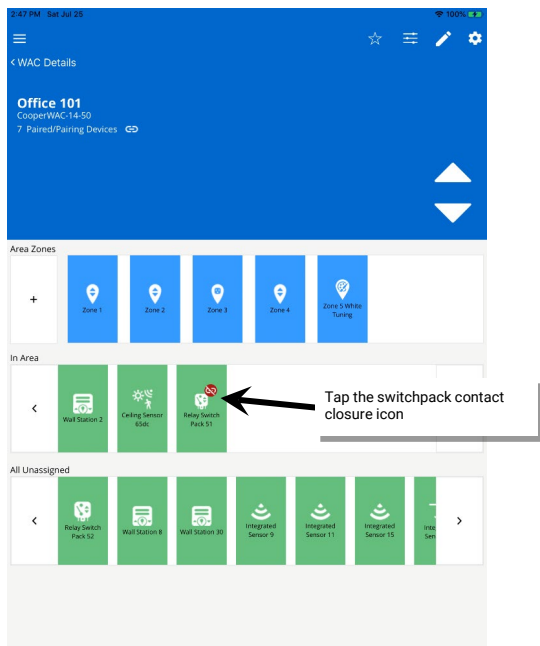 2:47 PM Sat Jul 25
100%
WAC Details
Office 101
CooperWAC-14-50
7 Paired/Pairing Devices
Area Zones
+
Zone 1
Zone 2
Zone 3
Zone 4
Zone 5 White
Tuning
In Area
Wall Station 2
Ceiling Sensor
65dc
Relay Switch
Pack 51
Tap the switchpack contact
closure icon
All Unassigned
Relay Switch
Pack 52
Wall Station 8
Wall Station 30
Integrated
Sensor 9
Integrated
Sensor 11
Integrated
Sensor 15
Inte
Sen